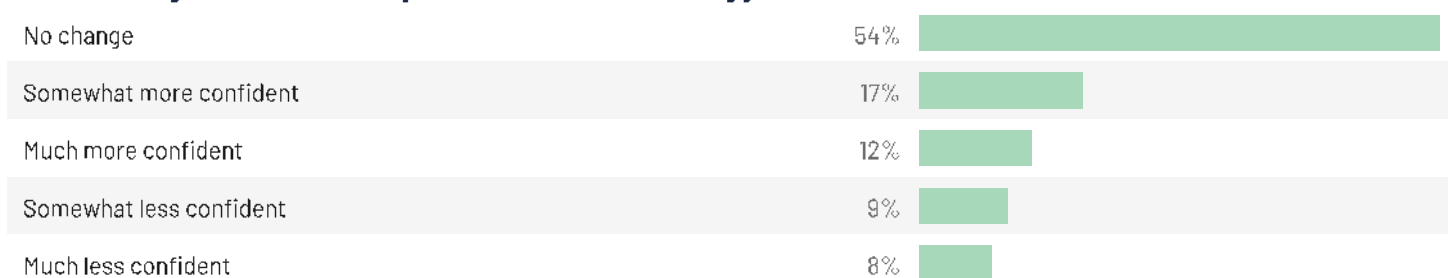 No change 54%
Somewhat more confident 17%
Much more confident 12%
Somewhat less confident 9%
Much less confident 8%